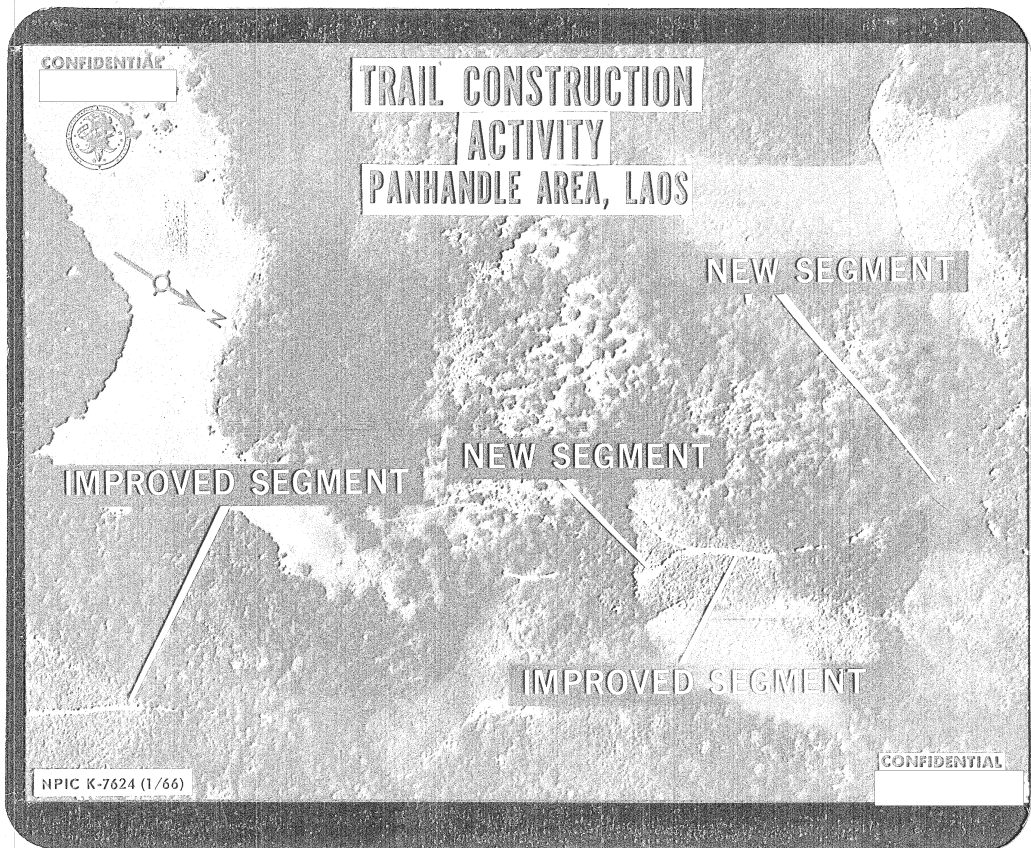 CONFIDENTIAL
TRAIL CONSTRUCTION
ACTIVITY
PANHANDLE AREA, LAOS
N
NEW SEGMENT
NEW SEGMENT
IMPROVED SEGMENT
IMPROVED SEGMENT
NPIC K-7624 (1/66)
CONFIDENTIAL